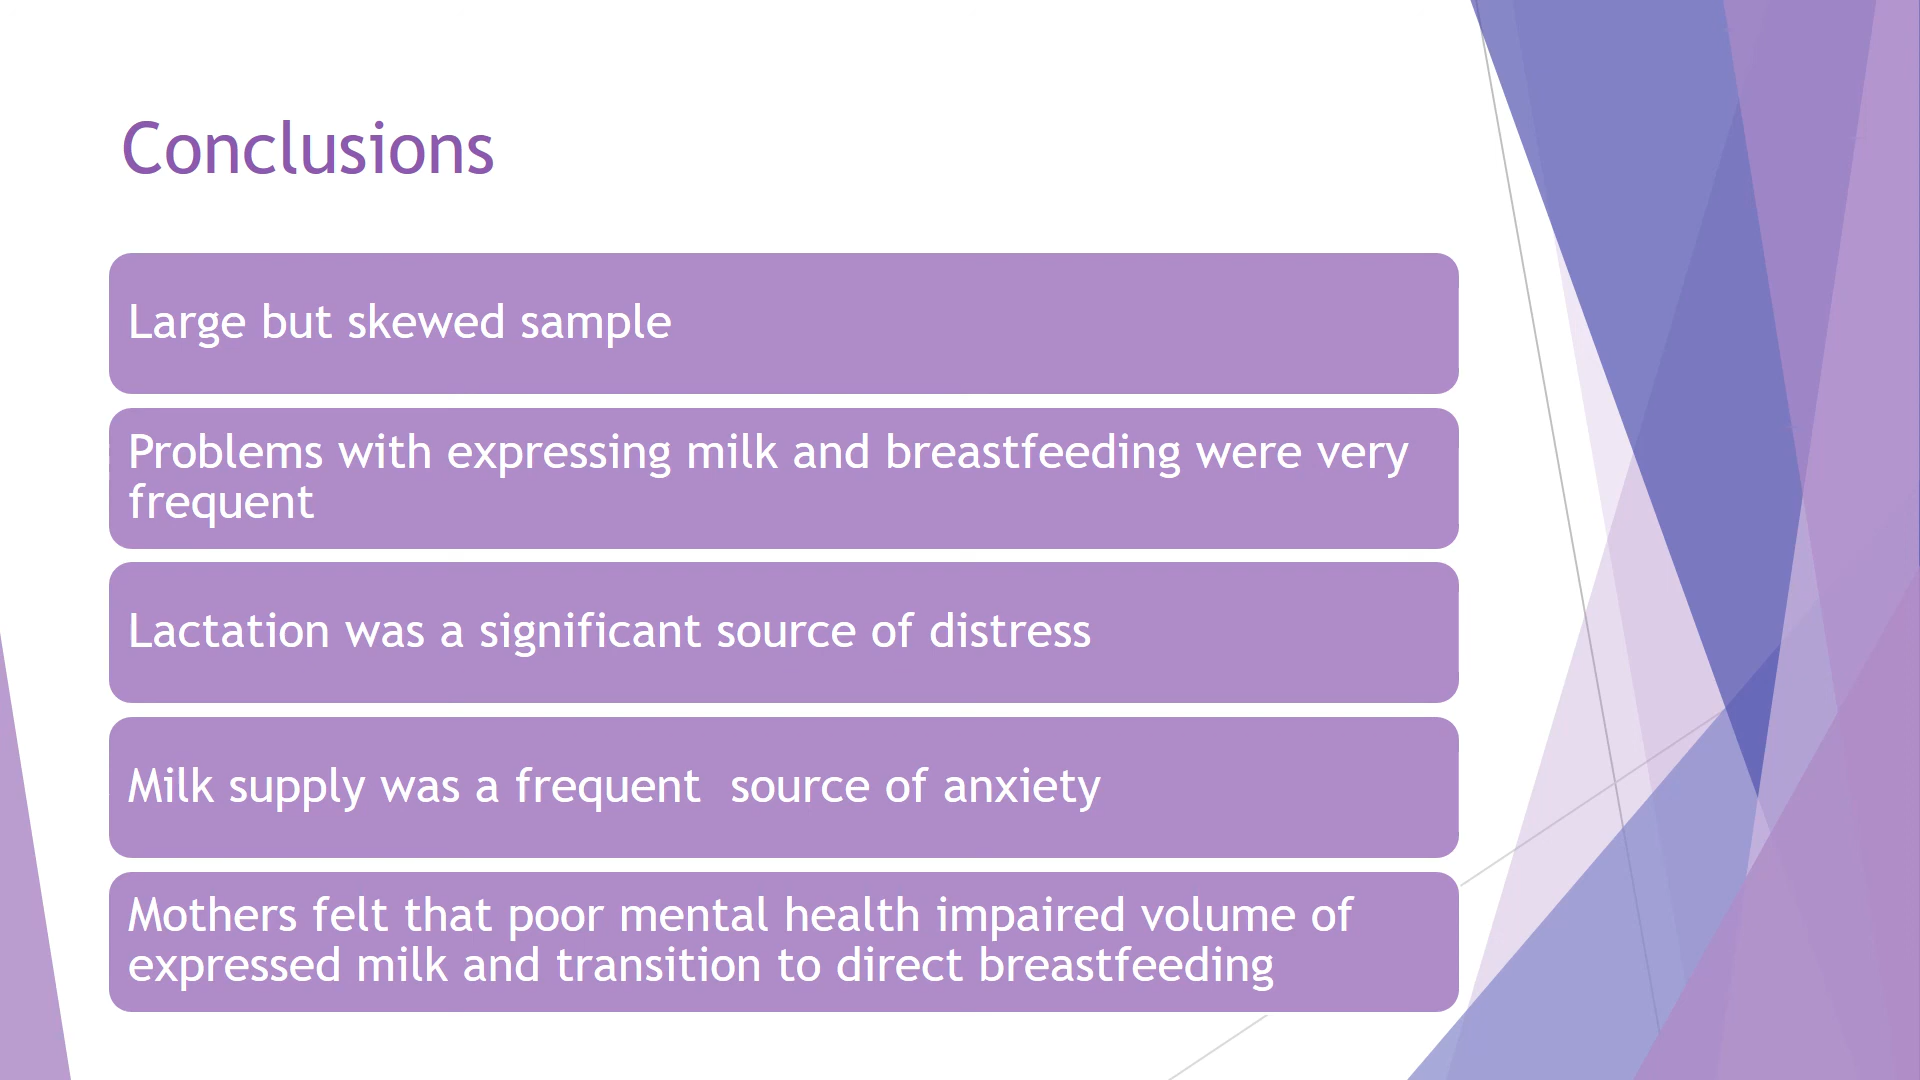 Conclusions
Large but skewed sample
Problems with expressing milk and breastfeeding were very
frequent
Lactation was a significant source of distress
Milk supply was a frequent  source of anxiety
Mothers felt that poor mental health impaired volume of
expressed milk and transition to direct breastfeeding